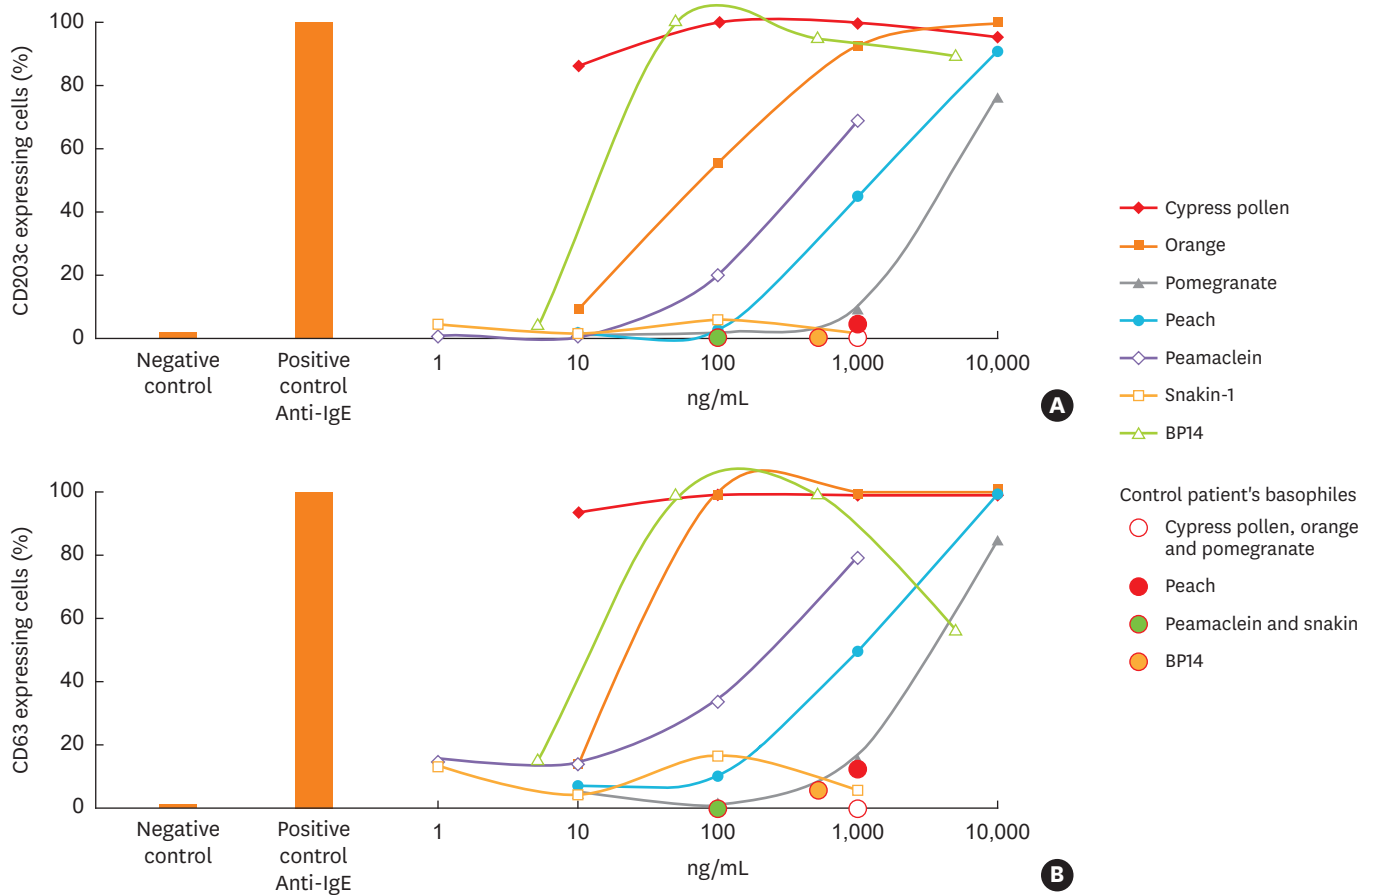 CD203c expressing cells (%)
100
80
60
40
20
0
Negative
control
Positive
control
Anti-IgE
1
10
100
1,000
10,000
ng/mL
A
CD63 expressing cells (%)
100
80
60
40
20
0
Negative
control
Positive
control
Anti-IgE
1
10
100
1,000
10,000
ng/mL
B
Cypress pollen
Orange
Pomegranate
Peach
Peamaclein
Snakin-1
BP14
Control patient's basophiles
Cypress pollen, orange
and pomegranate
Peach
Peamaclein and snakin
BP14